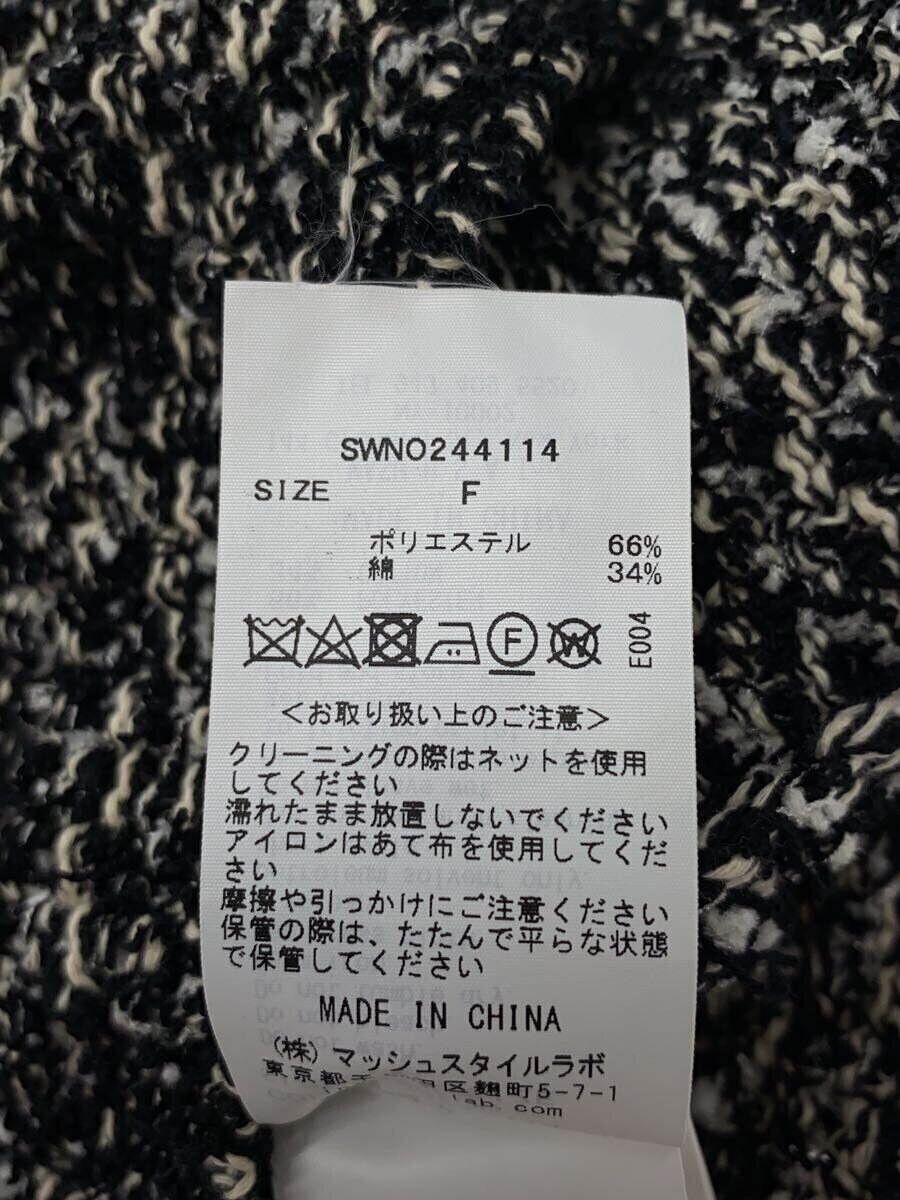 SWNO244114
SIZE F
ポリエステル 66%
綿 34%
F W E004
<お取り扱い上のご注意>
クリーニングの際はネットを使用
してください
濡れたまま放置しないでください
アイロンはあて布を使用してくだ
さい
摩擦や引っかけにご注意ください
保管の際は、たたんで平らな状態
で保管してください
MADE IN CHINA
(株)マッシュスタイルラボ
東京都 区麹町5-7-1
lab.com